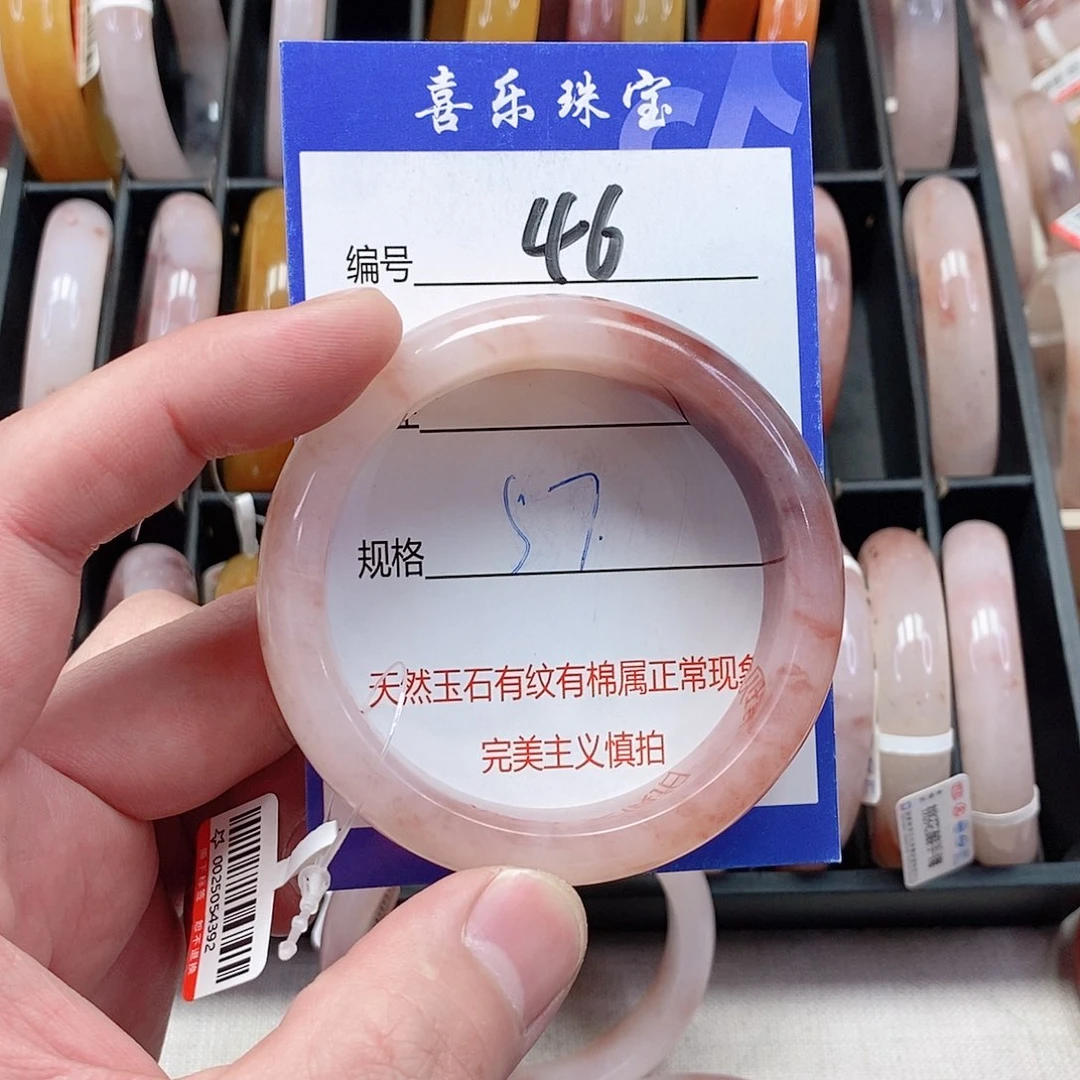 喜乐珠宝
编号 46
规格 57
天然玉石有纹有棉属正常现象
完美主义慎拍
0025054392